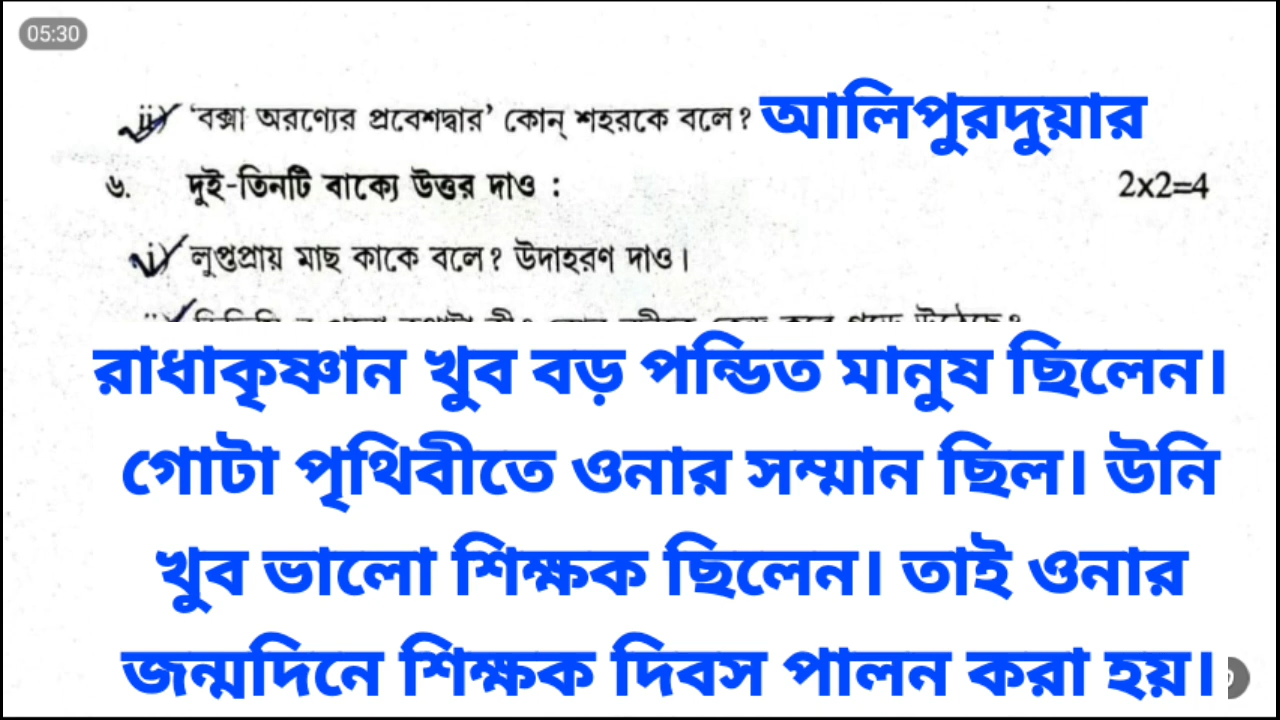 05:30
ii) 'বক্সা অরণ্যের প্রবেশদ্বার' কোন্ শহরকে বলে? আলিপুরদুয়ার
৬. দুই-তিনটি বাক্যে উত্তর দাও : 2x2=4
i) লুপ্তপ্রায় মাছ কাকে বলে? উদাহরণ দাও।
রাধাকৃষ্ণান খুব বড় পন্ডিত মানুষ ছিলেন।
গোটা পৃথিবীতে ওনার সম্মান ছিল। উনি
খুব ভালো শিক্ষক ছিলেন। তাই ওনার
জন্মদিনে শিক্ষক দিবস পালন করা হয়।